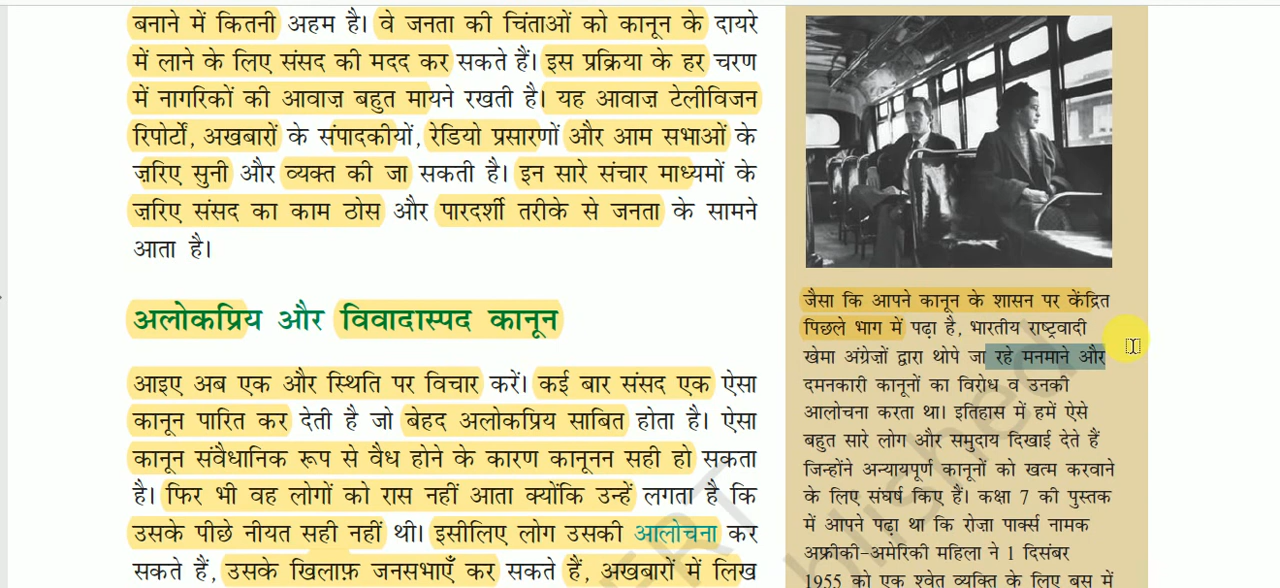 बनाने में कितनी अहम है। वे जनता की चिंताओं को कानून के दायरे
में लाने के लिए संसद की मदद कर सकते हैं। इस प्रक्रिया के हर चरण
में नागरिकों की आवाज़ बहुत मायने रखती है। यह आवाज़ टेलीविजन
रिपोर्टों, अखबारों के संपादकीयों, रेडियो प्रसारणों और आम सभाओं के
ज़रिए सुनी और व्यक्त की जा सकती है। इन सारे संचार माध्यमों के
ज़रिए संसद का काम ठोस और पारदर्शी तरीके से जनता के सामने
आता है।
अलोकप्रिय और विवादास्पद कानून
आइए अब एक और स्थिति पर विचार करें। कई बार संसद एक ऐसा
कानून पारित कर देती है जो बेहद अलोकप्रिय साबित होता है। ऐसा
कानून संवैधानिक रूप से वैध होने के कारण कानूनन सही हो सकता
है। फिर भी वह लोगों को रास नहीं आता क्योंकि उन्हें लगता है कि
उसके पीछे नीयत सही नहीं थी। इसीलिए लोग उसकी आलोचना कर
सकते हैं, उसके खिलाफ़ जनसभाएँ कर सकते हैं, अखबारों में लिख
जैसा कि आपने कानून के शासन पर केंद्रित
पिछले भाग में पढ़ा है, भारतीय राष्ट्रवादी
खेमा अंग्रेज़ों द्वारा थोपे जा रहे मनमाने और
दमनकारी कानूनों का विरोध व उनकी
आलोचना करता था। इतिहास में हमें ऐसे
बहुत सारे लोग और समुदाय दिखाई देते हैं
जिन्होंने अन्यायपूर्ण कानूनों को खत्म करवाने
के लिए संघर्ष किए हैं। कक्षा 7 की पुस्तक
में आपने पढ़ा था कि रोज़ा पार्क्स नामक
अफ्रीकी-अमेरिकी महिला ने 1 दिसंबर
1955 को एक श्वेत व्यक्ति के लिए बस में